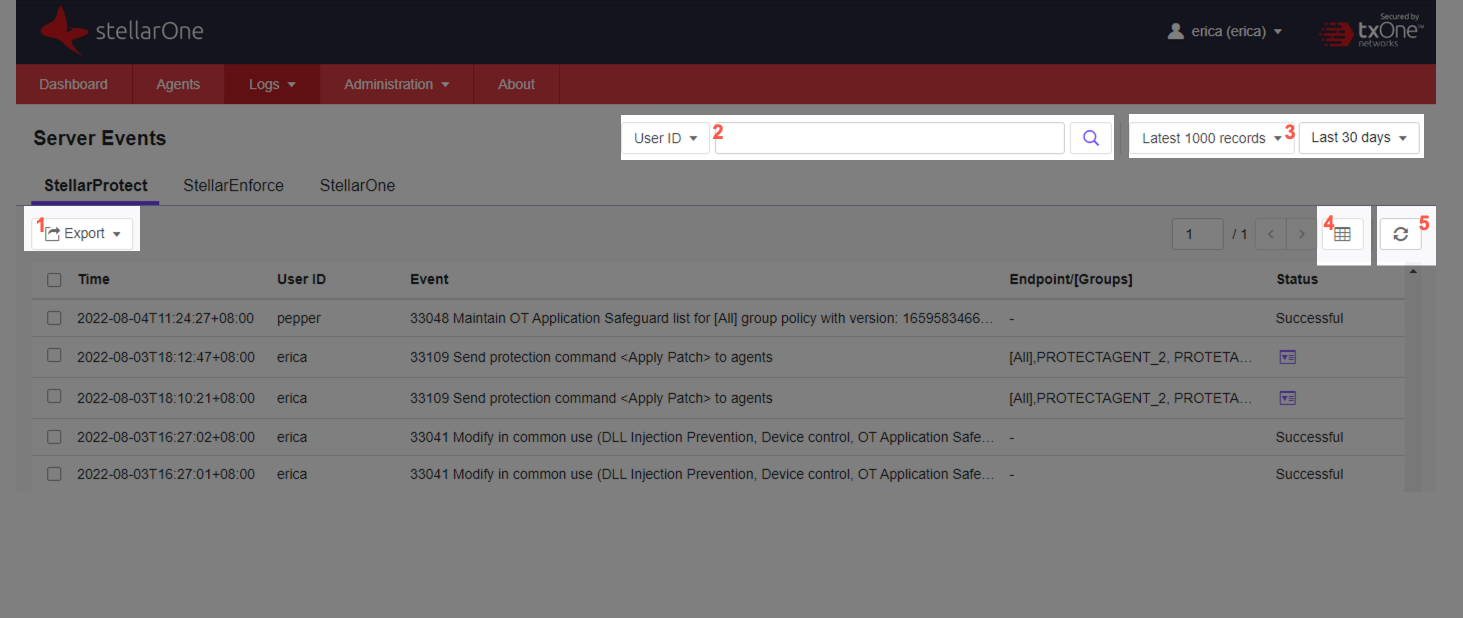 stellarOne
erica (erica)
Secured by
txOne™
networks
Dashboard Agents Logs Administration About
Server Events
User ID 2
Latest 1000 records 3 Last 30 days
StellarProtect StellarEnforce StellarOne
1 Export
1 / 1 < > 4 5
Time User ID Event Endpoint/[Groups] Status
2022-08-04T11:24:27+08:00 pepper 33048 Maintain OT Application Safeguard list for [All] group policy with version: 1659583466... - Successful
2022-08-03T18:12:47+08:00 erica 33109 Send protection command <Apply Patch> to agents [All],PROTECTAGENT_2, PROTETA...
2022-08-03T18:10:21+08:00 erica 33109 Send protection command <Apply Patch> to agents [All],PROTECTAGENT_2, PROTETA...
2022-08-03T16:27:02+08:00 erica 33041 Modify in common use (DLL Injection Prevention, Device control, OT Application Safe... - Successful
2022-08-03T16:27:01+08:00 erica 33041 Modify in common use (DLL Injection Prevention, Device control, OT Application Safe... - Successful